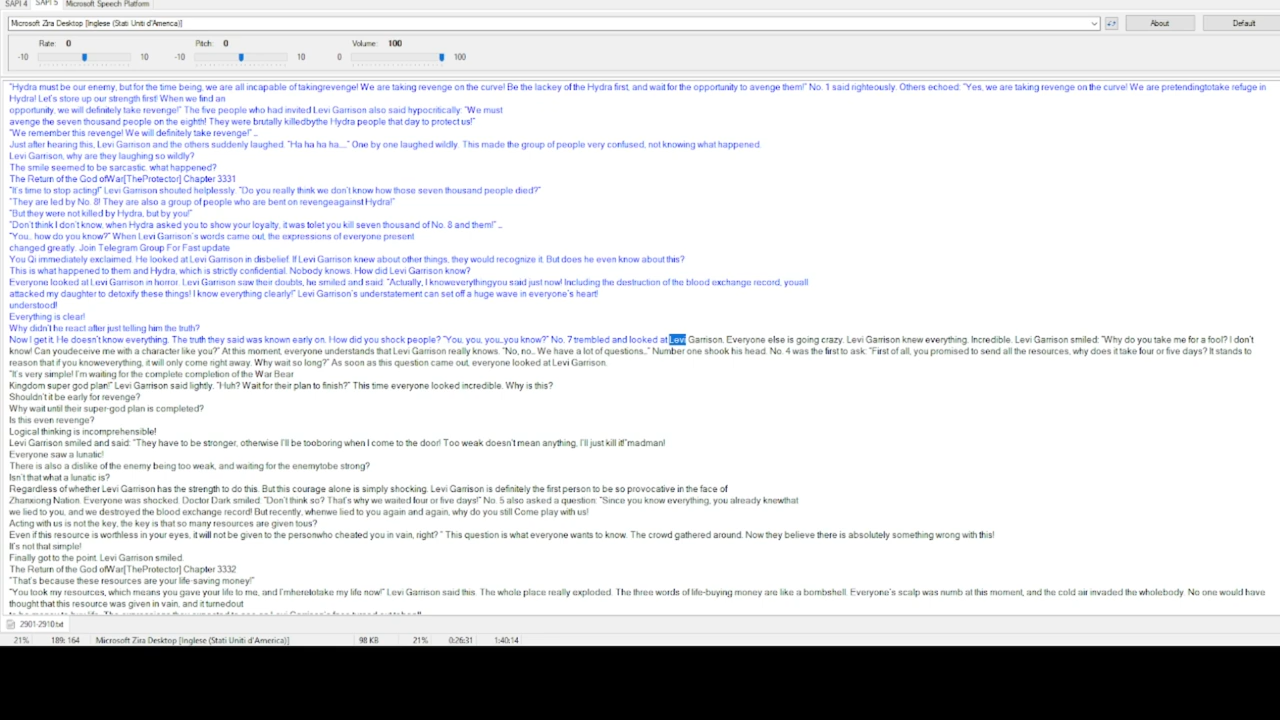 SAPI 4 SAPI 5 Microsoft Speech Platform
Microsoft Zira Desktop [Inglese (Stati Uniti d'America)] About Default
Rate: 0 Pitch: 0 Volume: 100
-10 10 -10 10 0 100
"Hydra must be our enemy, but for the time being, we are all incapable of takingrevenge! We are taking revenge on the curve! Be the lackey of the Hydra first, and wait for the opportunity to avenge them!" No. 1 said righteously. Others echoed: "Yes, we are taking revenge on the curve! We are pretendingtotake refuge in
Hydra! Let's store up our strength first! When we find an
opportunity, we will definitely take revenge!" The five people who had invited Levi Garrison also said hypocritically: "We must
avenge the seven thousand people on the eighth! They were brutally killedbythe Hydra people that day to protect us!"
"We remember this revenge! We will definitely take revenge!"...
Just after hearing this, Levi Garrison and the others suddenly laughed. "Ha ha ha ha....." One by one laughed wildly. This made the group of people very confused, not knowing what happened.
Levi Garrison, why are they laughing so wildly?
The smile seemed to be sarcastic. what happened?
The Return of the God ofWar[TheProtector] Chapter 3331
"It's time to stop acting!" Levi Garrison shouted helplessly: "Do you really think we don't know how those seven thousand people died?"
"They are led by No. 8! They are also a group of people who are bent on revengeagainst Hydra!"
"But they were not killed by Hydra, but by you!"
"Don't think I don't know, when Hydra asked you to show your loyalty, it was tolet you kill seven thousand of No. 8 and them!"...
"You... how do you know?" When Levi Garrison's words came out, the expressions of everyone present
changed greatly. Join Telegram Group For Fast update
You Qi immediately exclaimed. He looked at Levi Garrison in disbelief. If Levi Garrison knew about other things, they would recognize it. But does he even know about this?
This is what happened to them and Hydra, which is strictly confidential. Nobody knows. How did Levi Garrison know?
Everyone looked at Levi Garrison in horror. Levi Garrison saw their doubts, he smiled and said: "Actually, I knoweverythingyou said just now! Including the destruction of the blood exchange record, youall
attacked my daughter to detoxify these things! I know everything clearly!" Levi Garrison's understatement can set off a huge wave in everyone's heart!
understood!
Everything is clear!
Why didn't he react after just telling him the truth?
Now I get it. He doesn't know everything. The truth they said was known early on. How did you shock people? "You, you, you...you know?" No. 7 trembled and looked at Levi Garrison. Everyone else is going crazy. Levi Garrison knew everything. Incredible. Levi Garrison smiled: "Why do you take me for a fool? I don't
know! Can youdeceive me with a character like you?" At this moment, everyone understands that Levi Garrison really knows. "No, no... We have a lot of questions..." Number one shook his head. No. 4 was the first to ask: "First of all, you promised to send all the resources, why does it take four or five days? It stands to
reason that if you knoweverything, it will only come right away. Why wait so long?" As soon as this question came out, everyone looked at Levi Garrison.
"It's very simple! I'm waiting for the complete completion of the War Bear
Kingdom super god plan!" Levi Garrison said lightly. "Huh? Wait for their plan to finish?" This time everyone looked incredible. Why is this?
Shouldn't it be early for revenge?
Why wait until their super-god plan is completed?
Is this even revenge?
Logical thinking is incomprehensible!
Levi Garrison smiled and said: "They have to be stronger, otherwise I'll be tooboring when I come to the door! Too weak doesn't mean anything, I'll just kill it!"madman!
Everyone saw a lunatic!
There is also a dislike of the enemy being too weak, and waiting for the enemytobe strong?
Isn't that what a lunatic is?
Regardless of whether Levi Garrison has the strength to do this. But this courage alone is simply shocking. Levi Garrison is definitely the first person to be so provocative in the face of
Zhanxiong Nation. Everyone was shocked. Doctor Dark smiled: "Don't think so? That's why we waited four or five days!" No. 5 also asked a question: "Since you know everything, you already knewthat
we lied to you, and we destroyed the blood exchange record! But recently, whenwe lied to you again and again, why do you still Come play with us!
Acting with us is not the key, the key is that so many resources are given tous?
Even if this resource is worthless in your eyes, it will not be given to the personwho cheated you in vain, right? " This question is what everyone wants to know. The crowd gathered around. Now they believe there is absolutely something wrong with this!
It's not that simple!
Finally got to the point. Levi Garrison smiled.
The Return of the God ofWar[TheProtector] Chapter 3332
"That's because these resources are your life-saving money!"
"You took my resources, which means you gave your life to me, and I'mheretotake my life now!" Levi Garrison said this. The whole place really exploded. The three words of life-buying money are like a bombshell. Everyone's scalp was numb at this moment, and the cold air invaded the wholebody. No one would have
thought that this resource was given in vain, and it turnedout
2901-2910.txt
21% 189: 164 Microsoft Zira Desktop [Inglese (Stati Uniti d'America)] 98 KB 21% 0:26:31 1:40:14